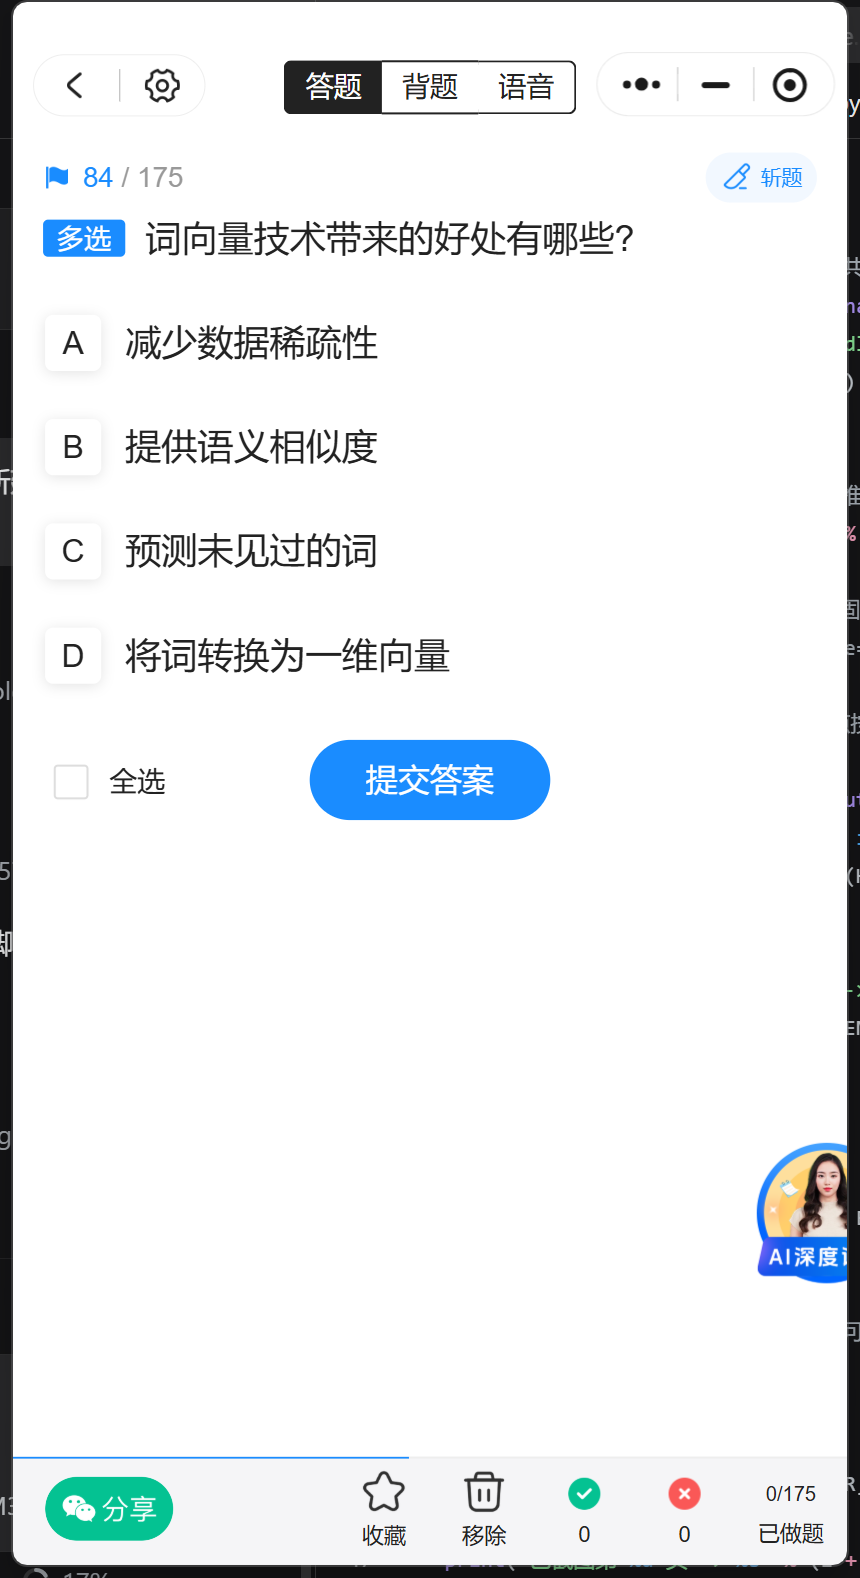 答题 背题 语音
84 / 175
斩题
多选 词向量技术带来的好处有哪些?
A 减少数据稀疏性
B 提供语义相似度
C 预测未见过的词
D 将词转换为一维向量
全选
提交答案
AI深度
分享
收藏
移除
0
0
0/175
已做题
17%